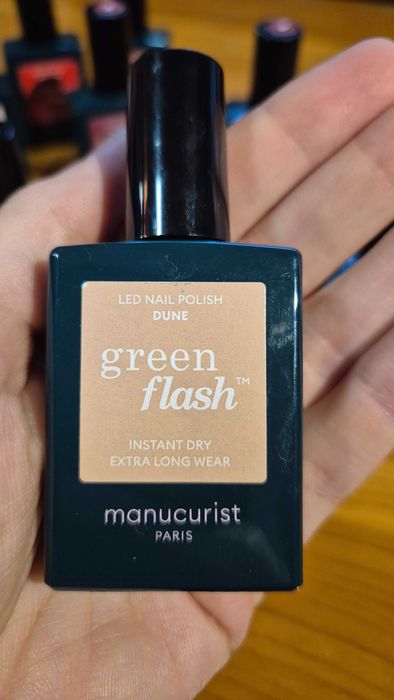 LED NAIL POLISH
DUNE
green
flash™
INSTANT DRY
EXTRA LONG WEAR
manucurist
PARIS